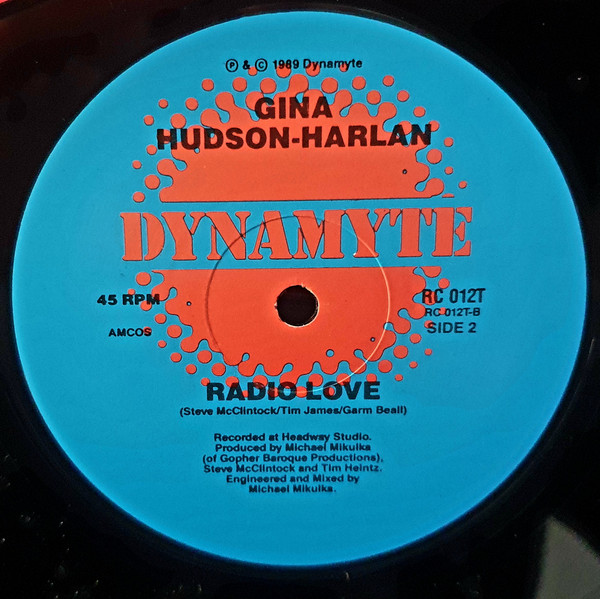 ℗ & © 1989 Dynamyte
GINA
HUDSON-HARLAN
DYNAMYTE
45 RPM
AMCOS
RC 012T
RC 012T-B
SIDE 2
RADIO LOVE
(Steve McClintock/Tim James/Garm Beall)
Recorded at Headway Studio.
Produced by Michael Mikulka
(of Gopher Baroque Productions),
Steve McClintock and Tim Heintz.
Engineered and Mixed by
Michael Mikulka.